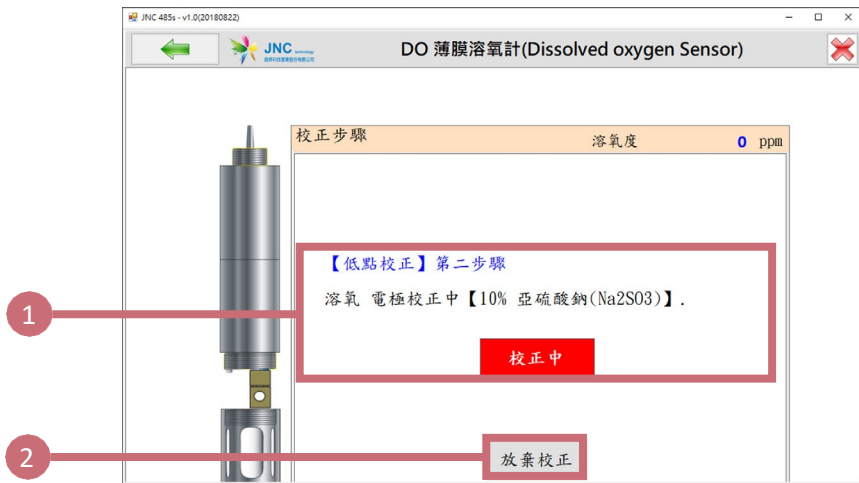 JNC 485s - v1.0(20180822)
JNC technology
DO 薄膜溶氧計(Dissolved oxygen Sensor)
校正步驟 溶氧度 0 ppm
【低點校正】第二步驟
溶氧 電極校正中【10% 亞硫酸鈉(Na2SO3)】.
1
校正中
2
放棄校正